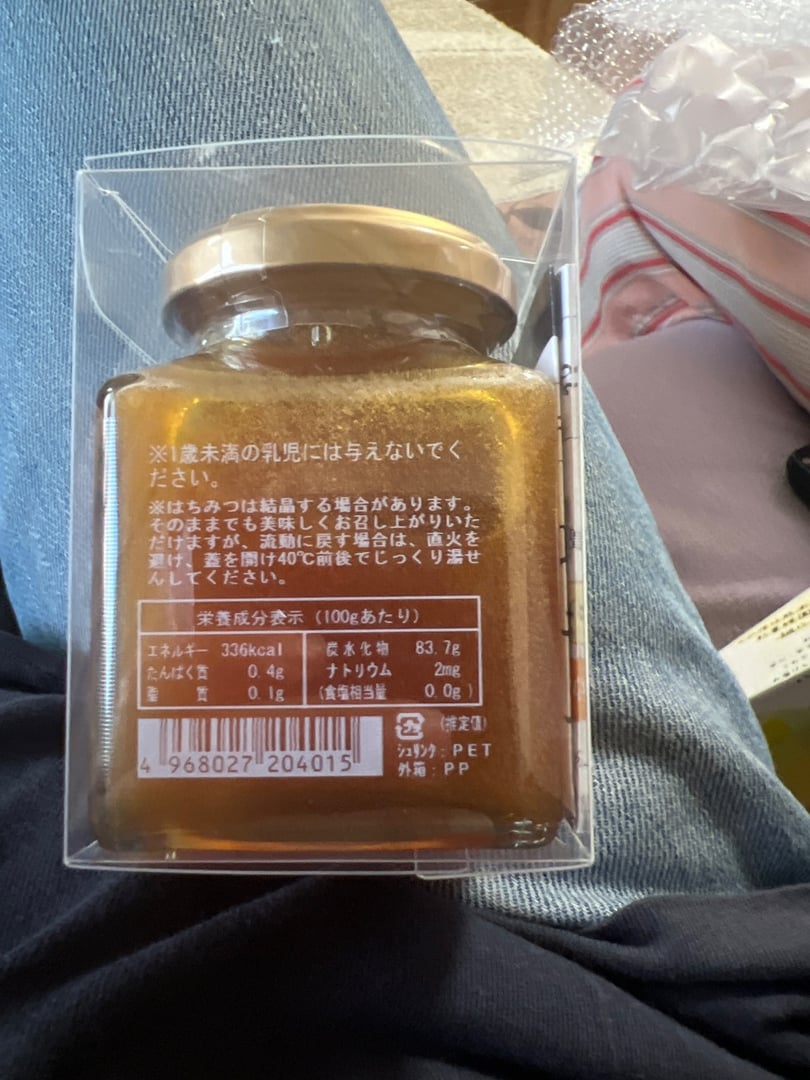 ※1歳未満の乳児には与えないでく
ださい。
※はちみつは結晶する場合があります。
そのままでも美味しくお召し上がりいた
だけますが、流動に戻す場合は、直火を
避け、蓋を開け40℃前後でじっくり湯せ
んしてください。
栄養成分表示（100gあたり）
エネルギー 336kcal
たんぱく質 0.4g
脂質 0.1g
炭水化物 83.7g
ナトリウム 2mg
（食塩相当量 0.0g）
（推定値）
ｼｭﾘﾝｸ：PET
外箱：PP
4 968027 204015